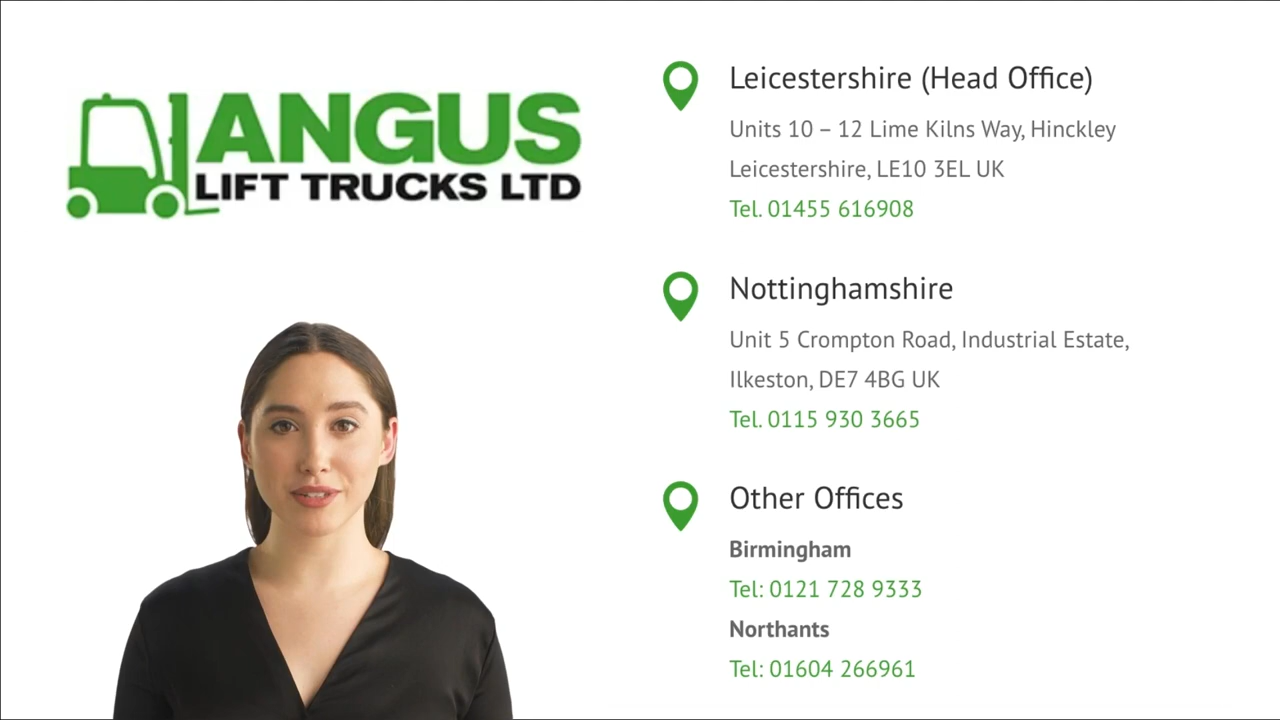 ANGUS
LIFT TRUCKS LTD
Leicestershire (Head Office)
Units 10 – 12 Lime Kilns Way, Hinckley
Leicestershire, LE10 3EL UK
Tel. 01455 616908
Nottinghamshire
Unit 5 Crompton Road, Industrial Estate,
Ilkeston, DE7 4BG UK
Tel. 0115 930 3665
Other Offices
Birmingham
Tel: 0121 728 9333
Northants
Tel: 01604 266961